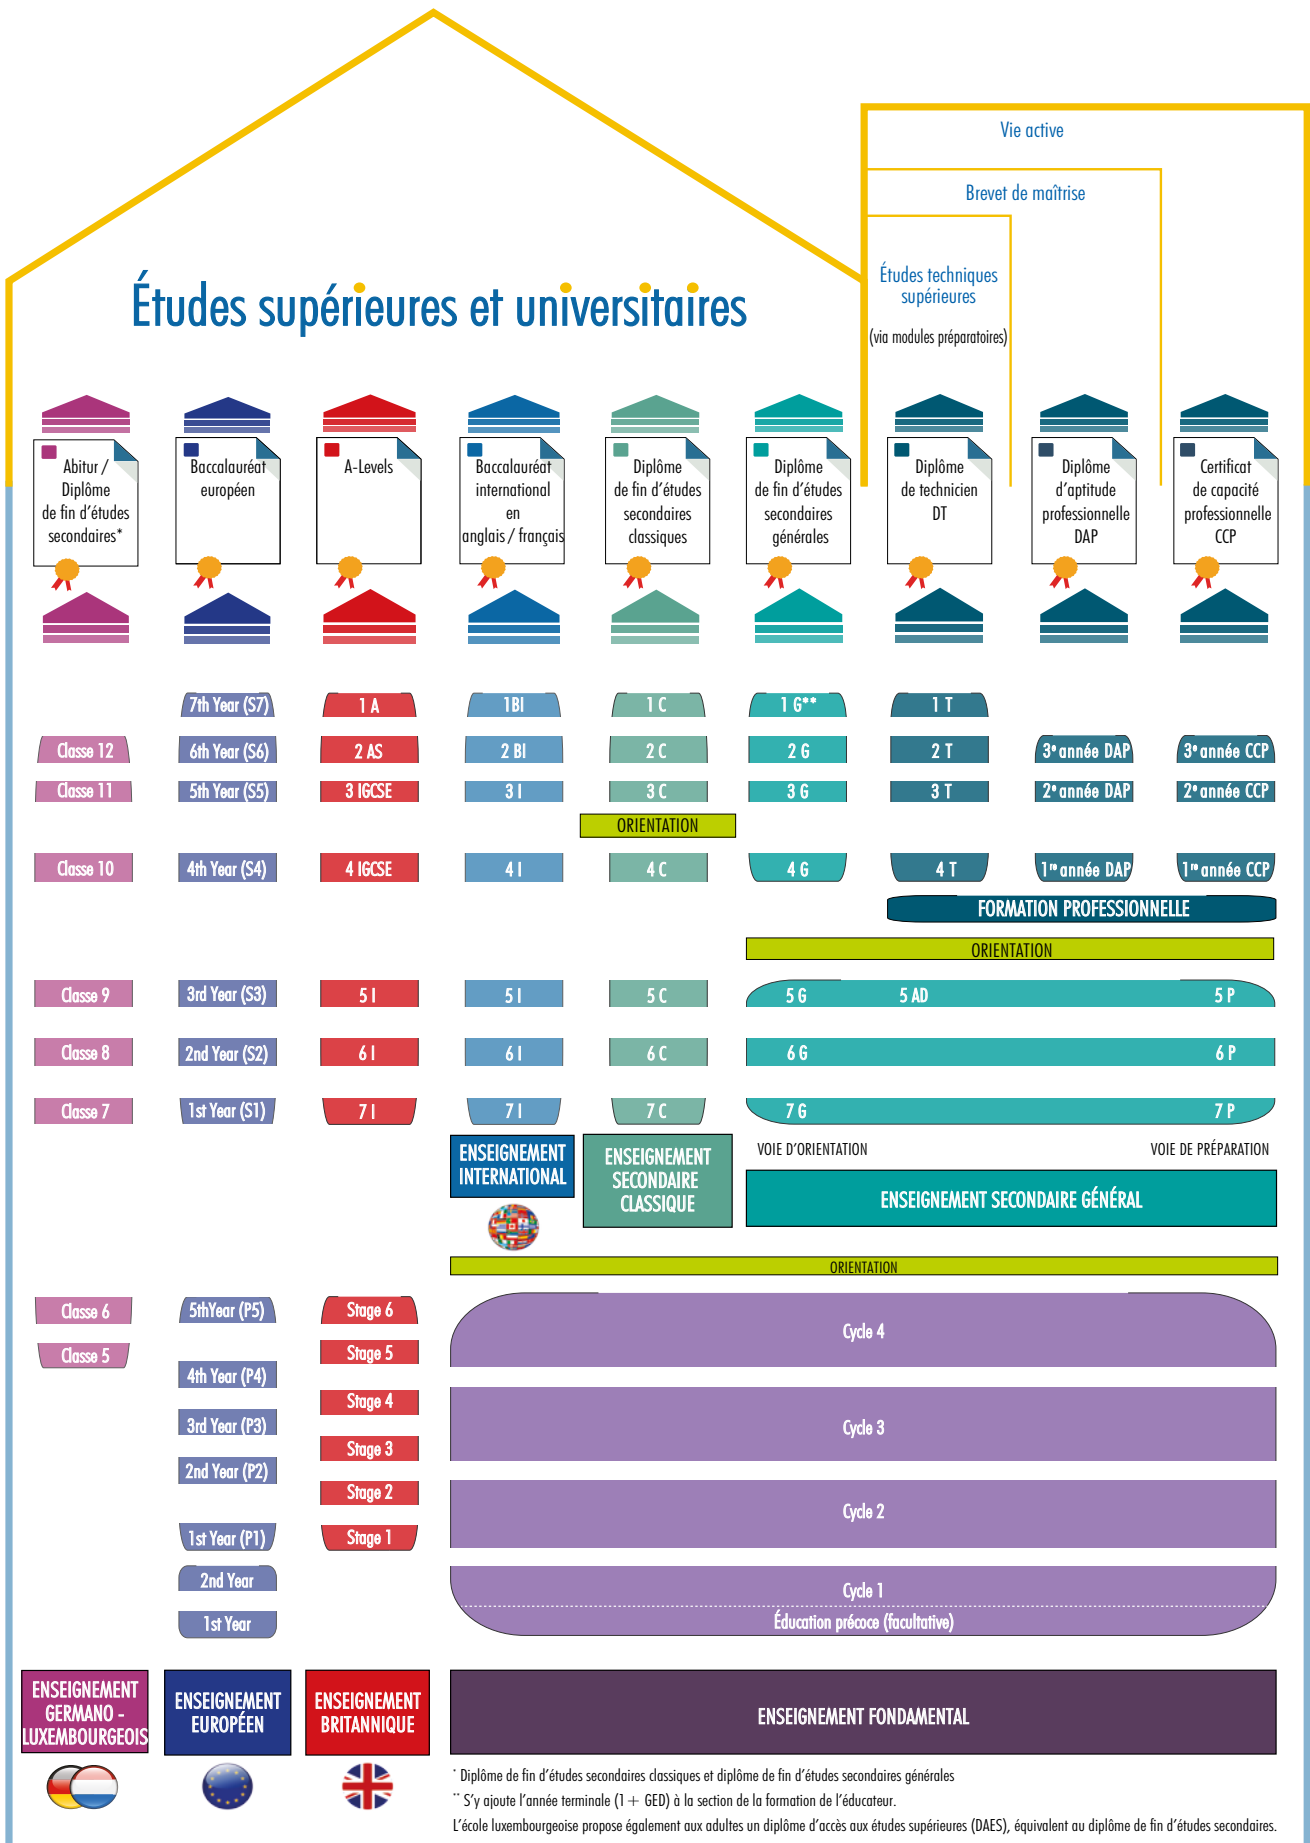 Vie active
Brevet de maîtrise
Études techniques
supérieures
(via modules préparatoires)
Études supérieures et universitaires
Abitur /
Diplôme
de fin d'études
secondaires*
Baccalauréat
européen
A-Levels
Baccalauréat
international
en
anglais / français
Diplôme
de fin d'études
secondaires
classiques
Diplôme
de fin d'études
secondaires
générales
Diplôme
de technicien
DT
Diplôme
d'aptitude
professionnelle
DAP
Certificat
de capacité
professionnelle
CCP
7th Year (S7) 1 A 1BI 1 C 1 G** 1 T
Classe 12 6th Year (S6) 2 AS 2 BI 2 C 2 G 2 T 3e année DAP 3e année CCP
Classe 11 5th Year (S5) 3 IGCSE 3 I 3 C 3 G 3 T 2e année DAP 2e année CCP
ORIENTATION
Classe 10 4th Year (S4) 4 IGCSE 4 I 4 C 4 G 4 T 1re année DAP 1re année CCP
FORMATION PROFESSIONNELLE
ORIENTATION
Classe 9 3rd Year (S3) 5 I 5 I 5 C 5 G 5 AD 5 P
Classe 8 2nd Year (S2) 6 I 6 I 6 C 6 G 6 P
Classe 7 1st Year (S1) 7 I 7 I 7 C 7 G 7 P
VOIE D'ORIENTATION VOIE DE PRÉPARATION
ENSEIGNEMENT
INTERNATIONAL
ENSEIGNEMENT
SECONDAIRE
CLASSIQUE
ENSEIGNEMENT SECONDAIRE GÉNÉRAL
ORIENTATION
Classe 6 5thYear (P5) Stage 6
Cycle 4
Classe 5 Stage 5
4th Year (P4)
Stage 4
3rd Year (P3) Cycle 3
Stage 3
2nd Year (P2)
Stage 2
Cycle 2
1st Year (P1) Stage 1
2nd Year Cycle 1
1st Year Éducation précoce (facultative)
ENSEIGNEMENT
GERMANO -
LUXEMBOURGEOIS
ENSEIGNEMENT
EUROPÉEN
ENSEIGNEMENT
BRITANNIQUE
ENSEIGNEMENT FONDAMENTAL
* Diplôme de fin d'études secondaires classiques et diplôme de fin d'études secondaires générales
** S'y ajoute l'année terminale (1 + GED) à la section de la formation de l'éducateur.
L'école luxembourgeoise propose également aux adultes un diplôme d'accès aux études supérieures (DAES), équivalent au diplôme de fin d'études secondaires.